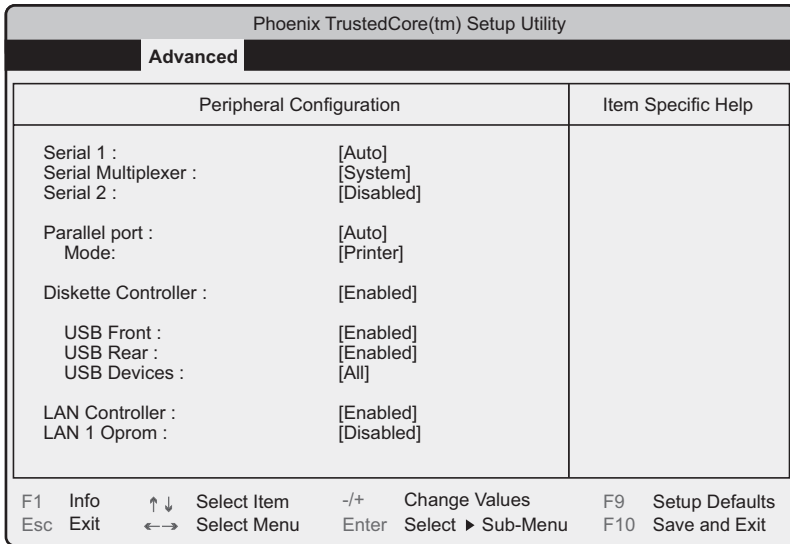 Phoenix TrustedCore(tm) Setup Utility
Advanced
Peripheral Configuration
Item Specific Help
Serial 1 : [Auto]
Serial Multiplexer : [System]
Serial 2 : [Disabled]
Parallel port : [Auto]
Mode: [Printer]
Diskette Controller : [Enabled]
USB Front : [Enabled]
USB Rear : [Enabled]
USB Devices : [All]
LAN Controller : [Enabled]
LAN 1 Oprom : [Disabled]
F1 Info ↑↓ Select Item -/+ Change Values F9 Setup Defaults
Esc Exit ←→ Select Menu Enter Select ▶ Sub-Menu F10 Save and Exit